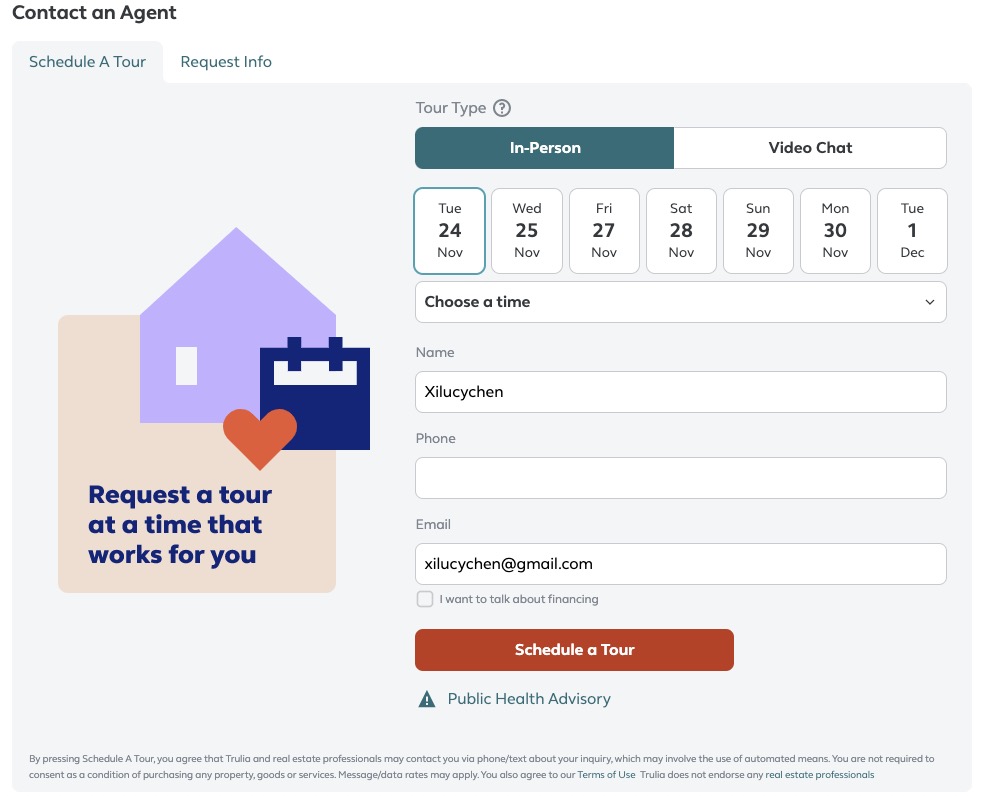 Contact an Agent
Schedule A Tour
Request Info
Tour Type ?
In-Person
Video Chat
Tue
24
Nov
Wed
25
Nov
Fri
27
Nov
Sat
28
Nov
Sun
29
Nov
Mon
30
Nov
Tue
1
Dec
Choose a time
Name
Xilucychen
Phone
Email
xilucychen@gmail.com
I want to talk about financing
Schedule a Tour
Public Health Advisory
Request a tour
at a time that
works for you
By pressing Schedule A Tour, you agree that Trulia and real estate professionals may contact you via phone/text about your inquiry, which may involve the use of automated means. You are not required to
consent as a condition of purchasing any property, goods or services. Message/data rates may apply. You also agree to our Terms of Use Trulia does not endorse any real estate professionals